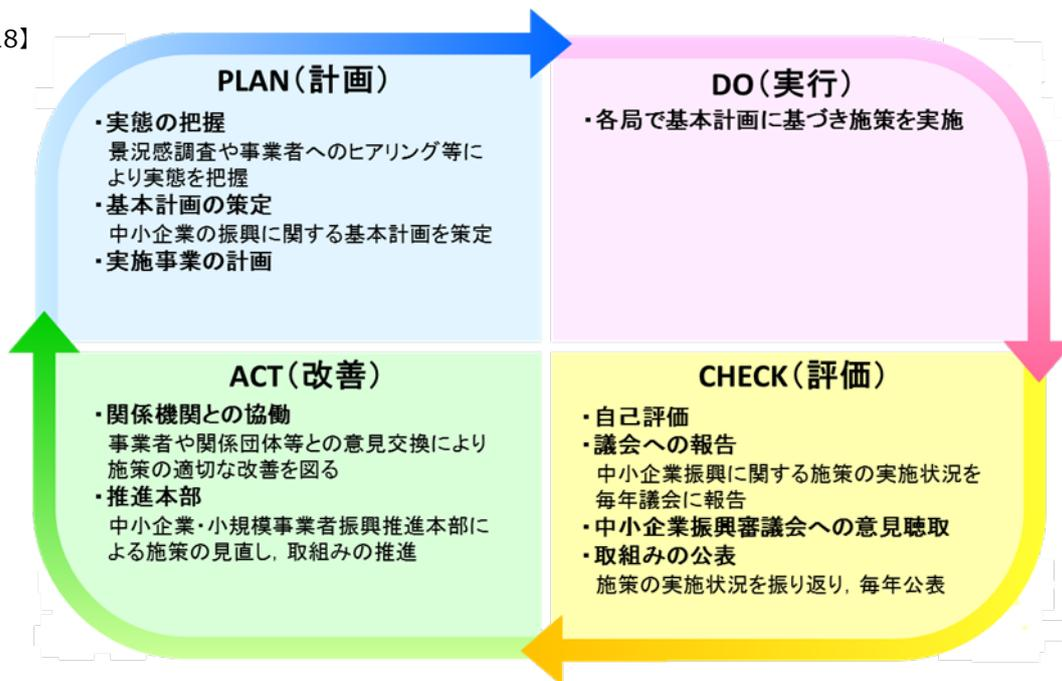 8】
PLAN(計画)
・実態の把握
景況感調査や事業者へのヒアリング等に
より実態を把握
・基本計画の策定
中小企業の振興に関する基本計画を策定
・実施事業の計画
DO(実行)
・各局で基本計画に基づき施策を実施
ACT(改善)
・関係機関との協働
事業者や関係団体等との意見交換により
施策の適切な改善を図る
・推進本部
中小企業・小規模事業者振興推進本部に
よる施策の見直し，取組みの推進
CHECK(評価)
・自己評価
・議会への報告
中小企業振興に関する施策の実施状況を
毎年議会に報告
・中小企業振興審議会への意見聴取
・取組みの公表
施策の実施状況を振り返り，毎年公表